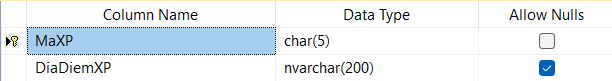 Column Name Data Type Allow Nulls
MaXP char(5)
DiaDiemXP nvarchar(200)